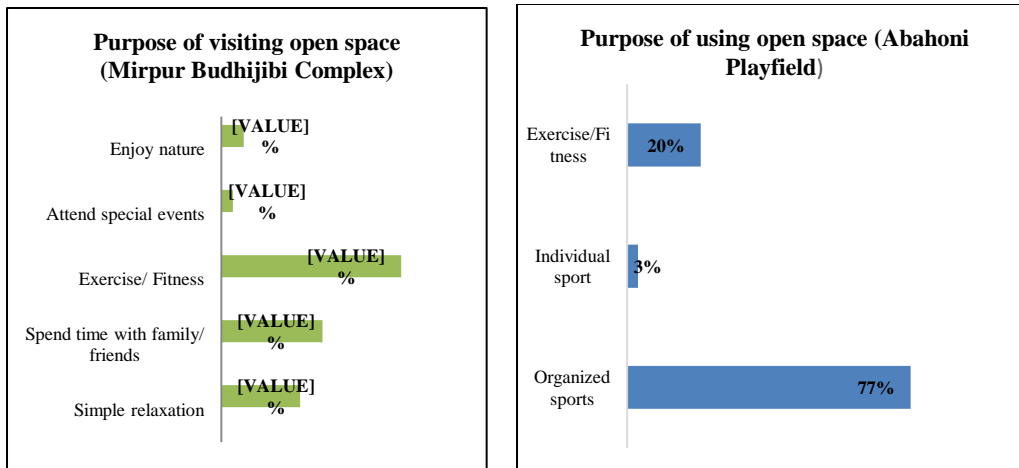 Purpose of visiting open space
(Mirpur Budhijibi Complex)
[VALUE]
%
Enjoy nature
[VALUE]
%
Attend special events
[VALUE]
%
Exercise/ Fitness
[VALUE]
%
Spend time with family/
friends
[VALUE]
%
Simple relaxation
Purpose of using open space (Abahoni
Playfield)
Exercise/Fi
tness
20%
Individual
sport
3%
Organized
sports
77%